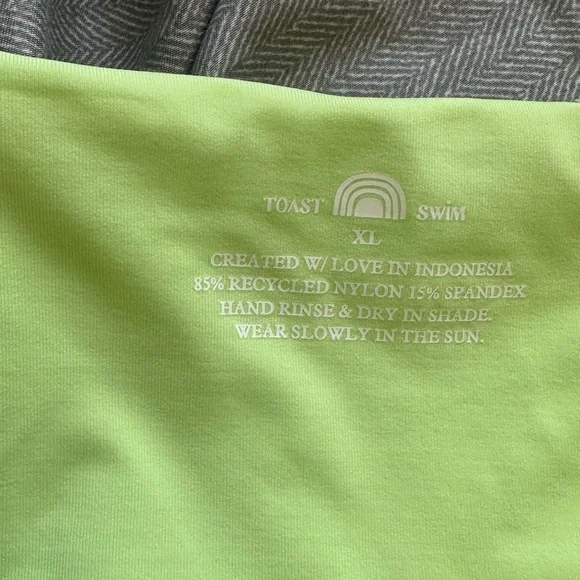 TOAST SWiM
XL
CREATED W/ LOVE IN INDONESIA
85% RECYCLED NYLON 15% SPANDEX
HAND RINSE & DRY IN SHADE.
WEAR SLOWLY IN THE SUN.